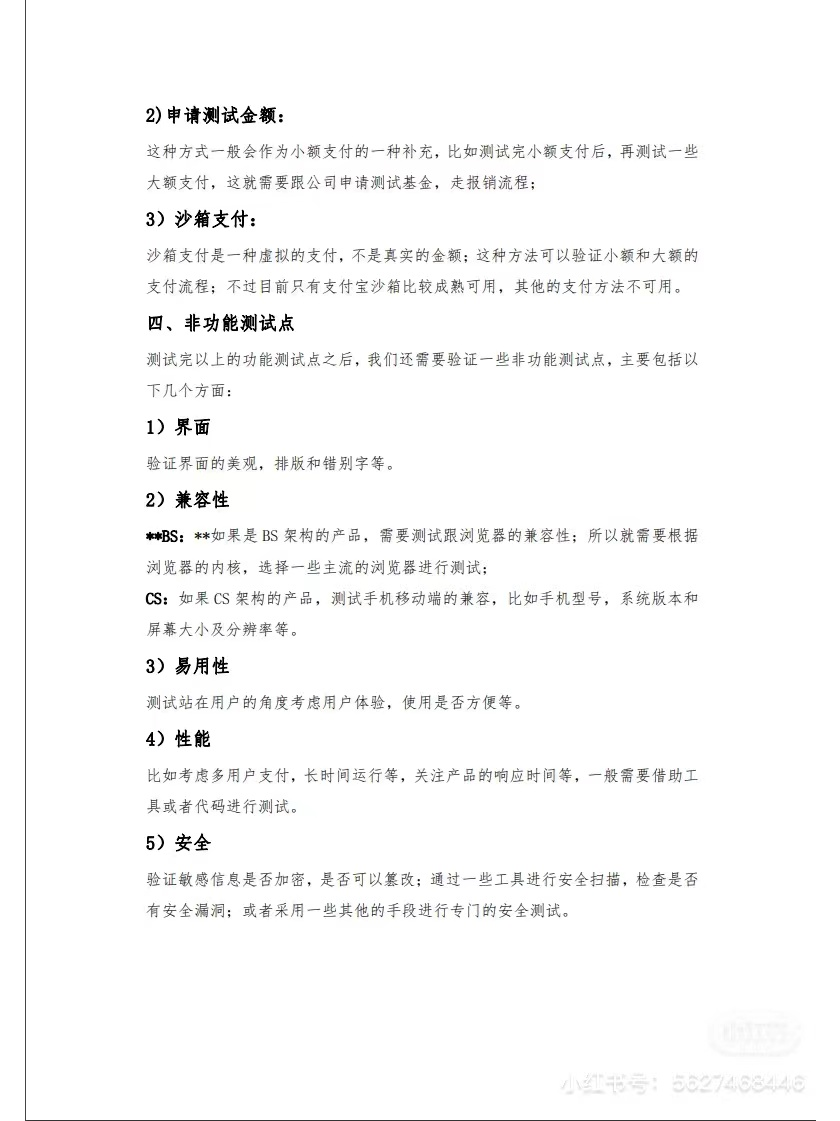 2)申请测试金额：
这种方式一般会作为小额支付的一种补充，比如测试完小额支付后，再测试一些
大额支付，这就需要跟公司申请测试基金，走报销流程；
3）沙箱支付：
沙箱支付是一种虚拟的支付，不是真实的金额；这种方法可以验证小额和大额的
支付流程；不过目前只有支付宝沙箱比较成熟可用，其他的支付方法不可用。
四、非功能测试点
测试完以上的功能测试点之后，我们还需要验证一些非功能测试点，主要包括以
下几个方面：
1）界面
验证界面的美观，排版和错别字等。
2）兼容性
**BS：**如果是 BS 架构的产品，需要测试跟浏览器的兼容性；所以就需要根据
浏览器的内核，选择一些主流的浏览器进行测试；
CS：如果 CS 架构的产品，测试手机移动端的兼容，比如手机型号，系统版本和
屏幕大小及分辨率等。
3）易用性
测试站在用户的角度考虑用户体验，使用是否方便等。
4）性能
比如考虑多用户支付，长时间运行等，关注产品的响应时间等，一般需要借助工
具或者代码进行测试。
5）安全
验证敏感信息是否加密，是否可以篡改；通过一些工具进行安全扫描，检查是否
有安全漏洞；或者采用一些其他的手段进行专门的安全测试。
小红书
小红书号：5627468446